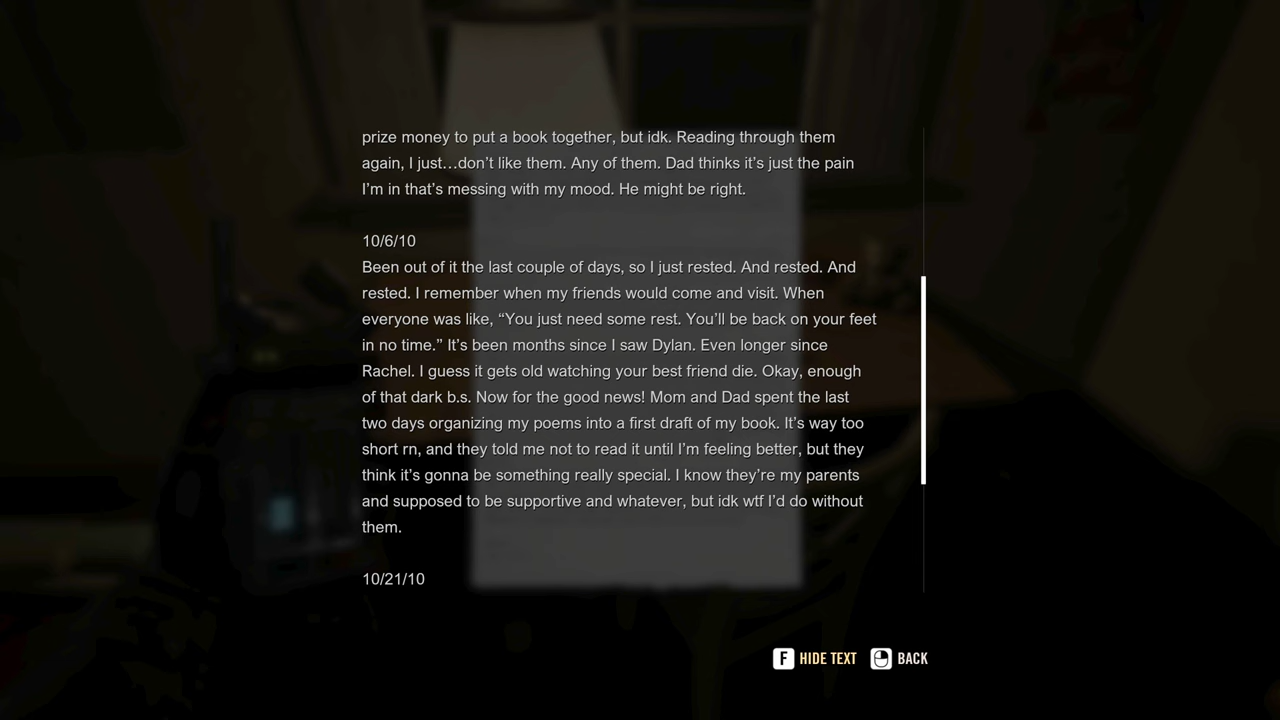 prize money to put a book together, but idk. Reading through them
again, I just…don’t like them. Any of them. Dad thinks it’s just the pain
I’m in that’s messing with my mood. He might be right.
10/6/10
Been out of it the last couple of days, so I just rested. And rested. And
rested. I remember when my friends would come and visit. When
everyone was like, “You just need some rest. You’ll be back on your feet
in no time.” It’s been months since I saw Dylan. Even longer since
Rachel. I guess it gets old watching your best friend die. Okay, enough
of that dark b.s. Now for the good news! Mom and Dad spent the last
two days organizing my poems into a first draft of my book. It’s way too
short rn, and they told me not to read it until I’m feeling better, but they
think it’s gonna be something really special. I know they’re my parents
and supposed to be supportive and whatever, but idk wtf I’d do without
them.
10/21/10
F HIDE TEXT BACK